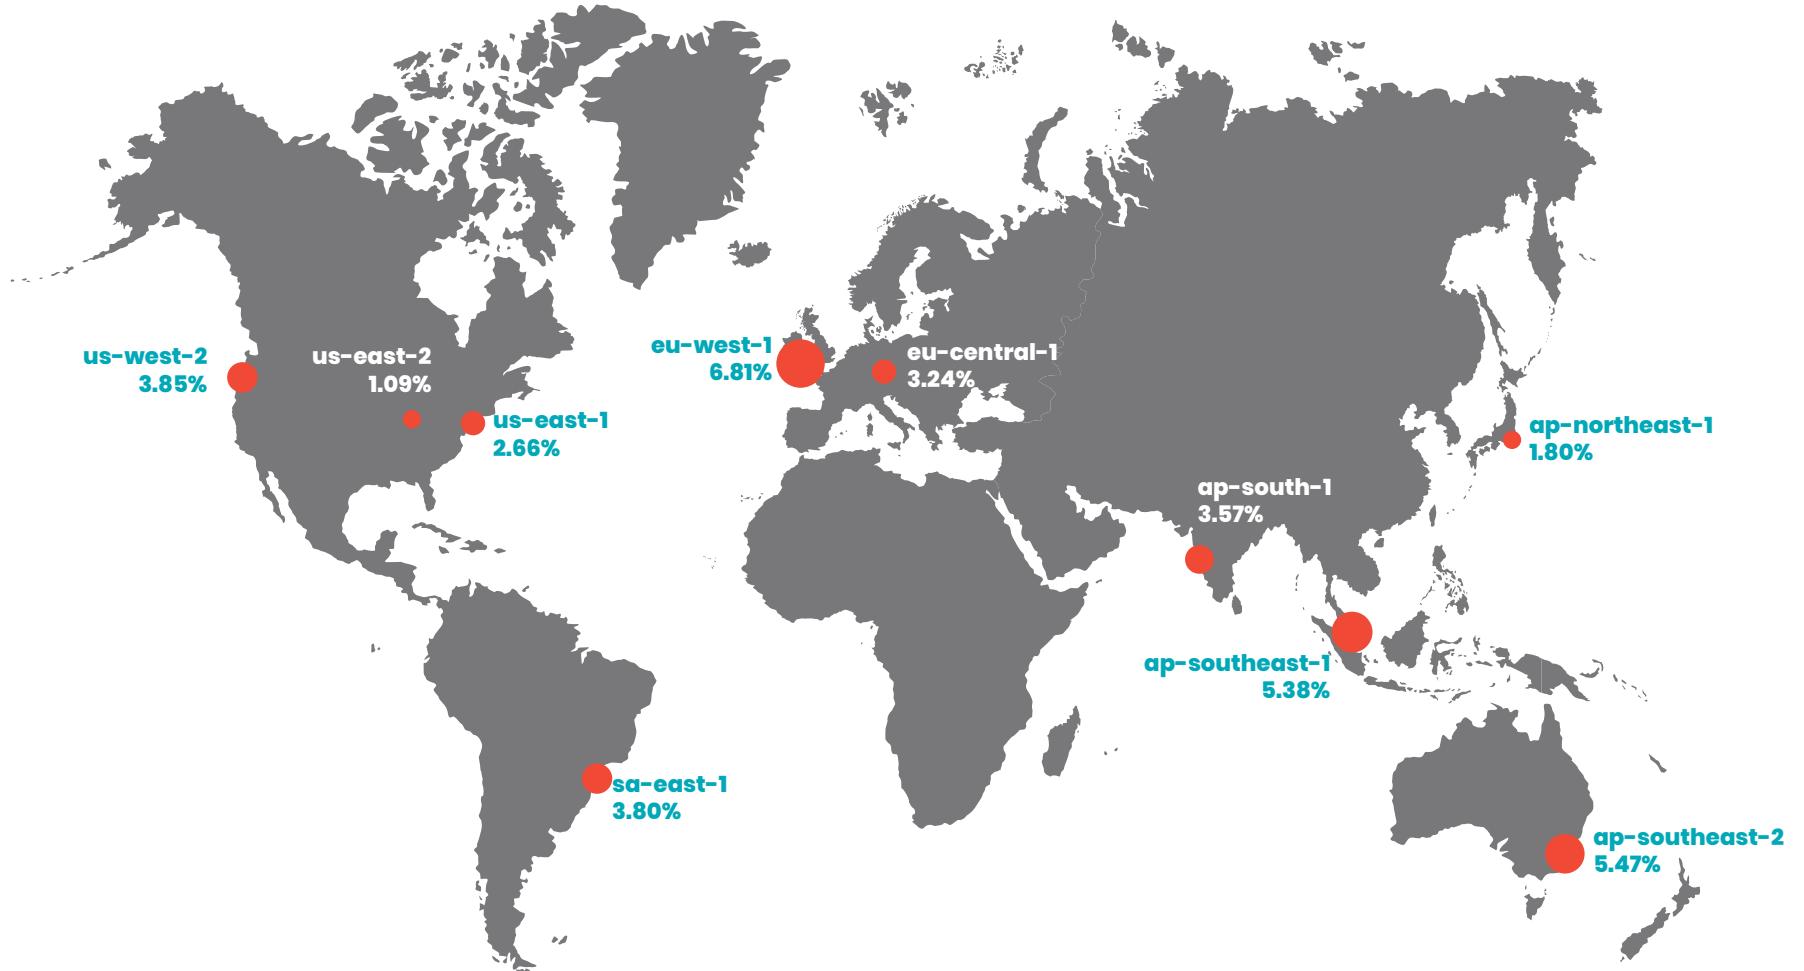 us-west-2
3.85%
us-east-2
1.09%
us-east-1
2.66%
eu-west-1
6.81%
eu-central-1
3.24%
ap-northeast-1
1.80%
ap-south-1
3.57%
ap-southeast-1
5.38%
sa-east-1
3.80%
ap-southeast-2
5.47%